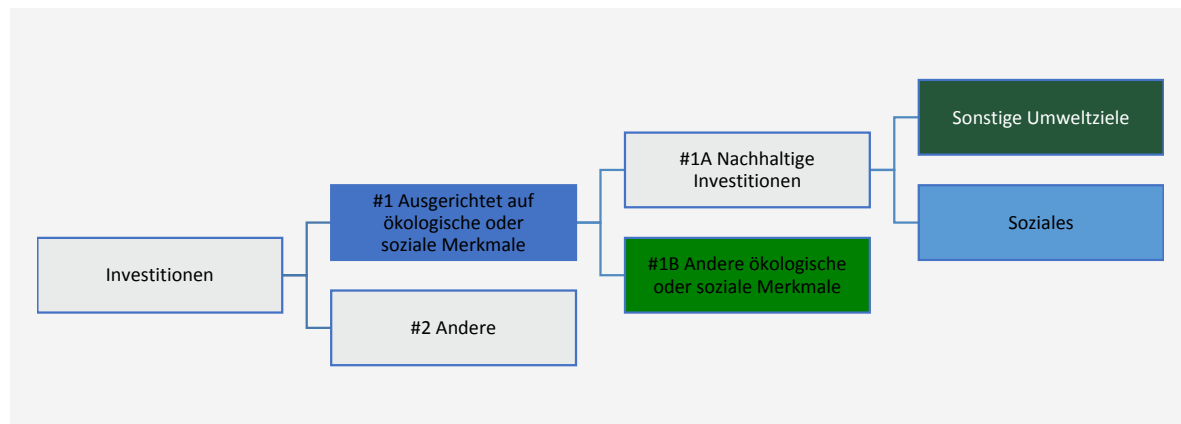 Investitionen
#1 Ausgerichtet auf
ökologische oder
soziale Merkmale
#2 Andere
#1A Nachhaltige
Investitionen
#1B Andere ökologische
oder soziale Merkmale
Sonstige Umweltziele
Soziales